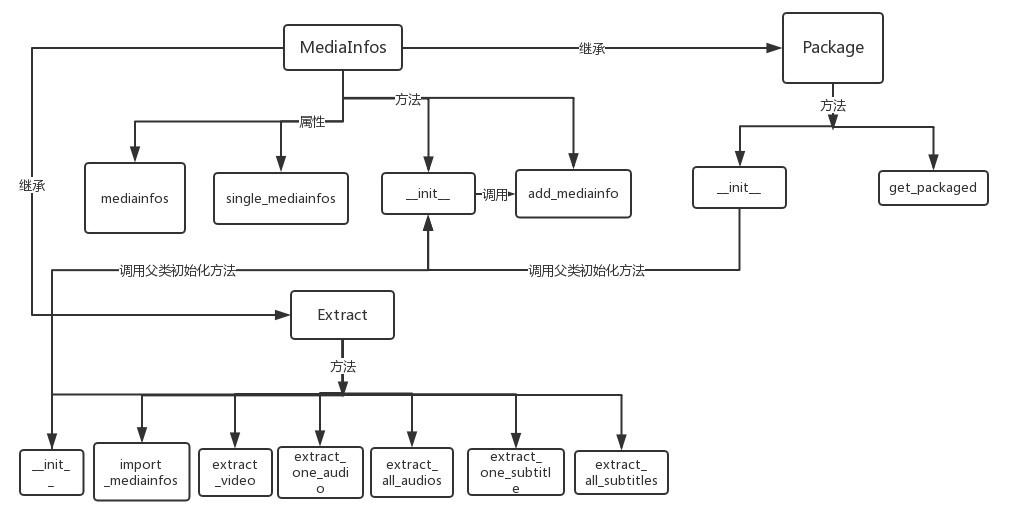 MediaInfos
继承
Package
方法
方法
属性
继承
mediainfos
single_mediainfos
__init__
调用
add_mediainfo
__init__
get_packaged
调用父类初始化方法
调用父类初始化方法
Extract
方法
__init_
_
import
_mediainfos
extract
_video
extract_
one_audi
o
extract_
all_audios
extract_
one_subtitl
e
extract_
all_subtitles